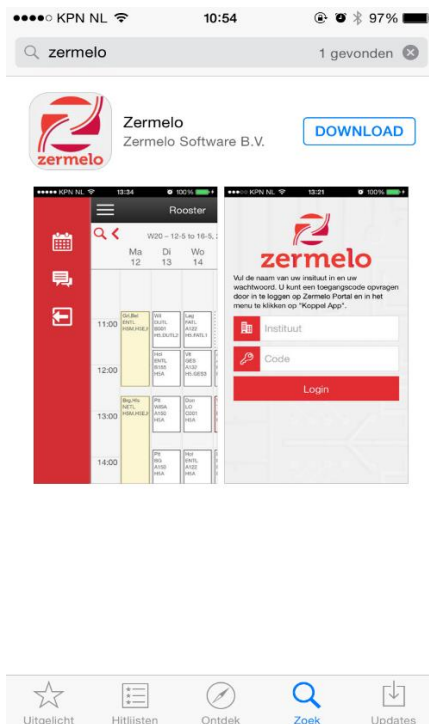 KPN NL 10:54 97%
zermelo 1 gevonden
zermelo
Zermelo
Zermelo Software B.V.
DOWNLOAD
KPN NL 13:34 100%
Rooster
W20 – 12-5 to 16-5,
Ma Di Wo
12 13 14
11:00
12:00
13:00
14:00
KPN NL 13:21 100%
zermelo
Vul de naam van uw insituut in en uw
wachtwoord. U kunt een toegangscode opvragen
door in te loggen op Zermelo Portal en in het
menu te klikken op "Koppel App".
Instituut
Code
Login
Uitgelicht Hitlijsten Ontdek Zoek Updates